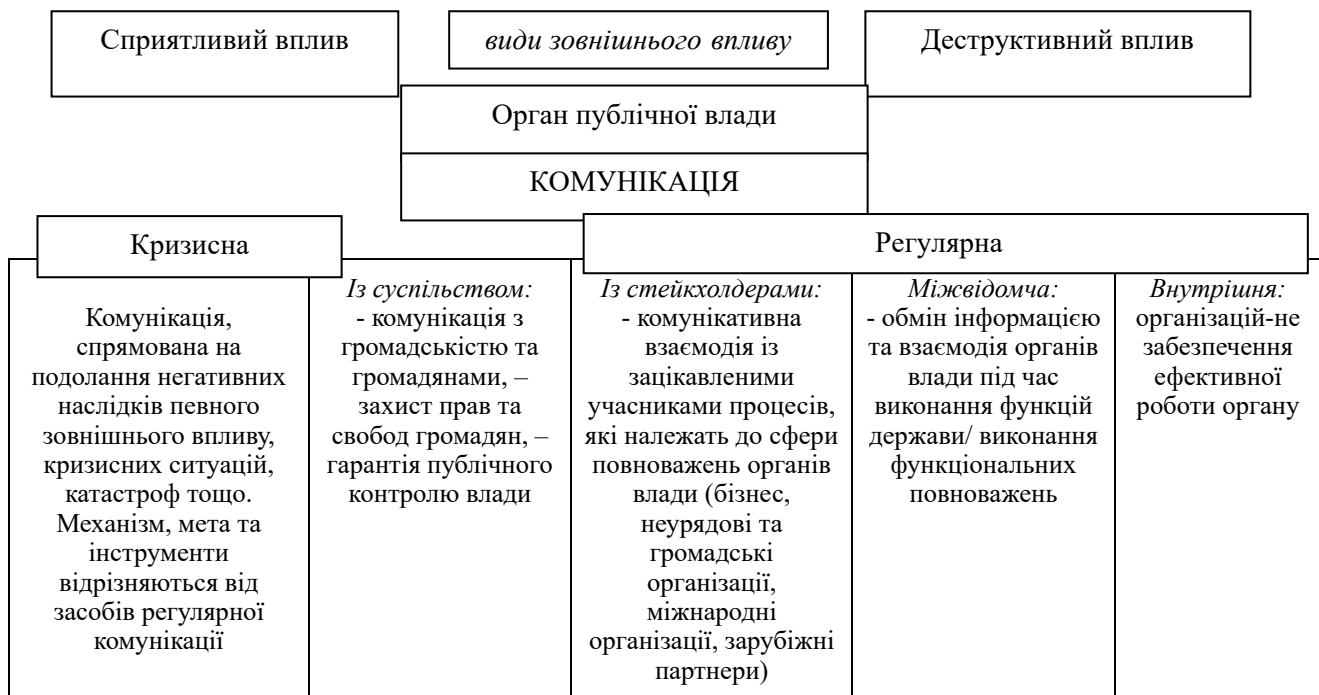 Сприятливий вплив
види зовнішнього впливу
Деструктивний вплив
Орган публічної влади
КОМУНІКАЦІЯ
Кризисна
Регулярна
Комунікація,
спрямована на
подолання негативних
наслідків певного
зовнішнього впливу,
кризисних ситуацій,
катастроф тощо.
Механізм, мета та
інструменти
відрізняються від
засобів регулярної
комунікації
Із суспільством:
- комунікація з
громадськістю та
громадянами, –
захист прав та
свобод громадян, –
гарантія публічного
контролю влади
Із стейкхолдерами:
- комунікативна
взаємодія із
зацікавленими
учасниками процесів,
які належать до сфери
повноважень органів
влади (бізнес,
неурядові та
громадські
організації,
міжнародні
організації, зарубіжні
партнери)
Міжвідомча:
- обмін інформацією
та взаємодія органів
влади під час
виконання функцій
держави/ виконання
функціональних
повноважень
Внутрішня:
організацій-не
забезпечення
ефективної
роботи органу